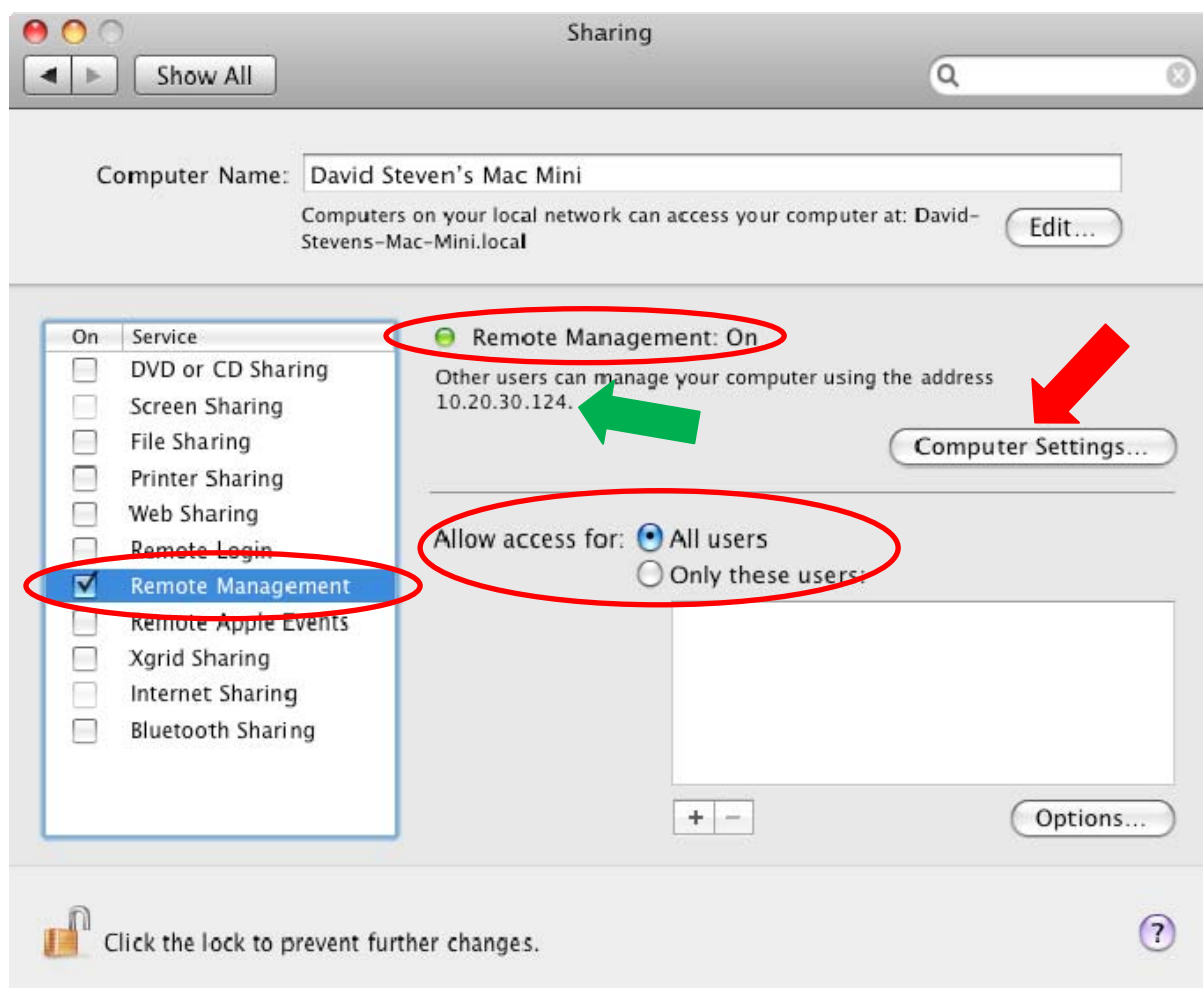 Sharing
Show All
Computer Name: David Steven's Mac Mini
Computers on your local network can access your computer at: David-
Stevens-Mac-Mini.local
Edit...
On Service
DVD or CD Sharing
Screen Sharing
File Sharing
Printer Sharing
Web Sharing
Remote Login
Remote Management
Remote Apple Events
Xgrid Sharing
Internet Sharing
Bluetooth Sharing
Remote Management: On
Other users can manage your computer using the address
10.20.30.124.
Computer Settings...
Allow access for: All users
Only these users:
+ −
Options...
Click the lock to prevent further changes.
?